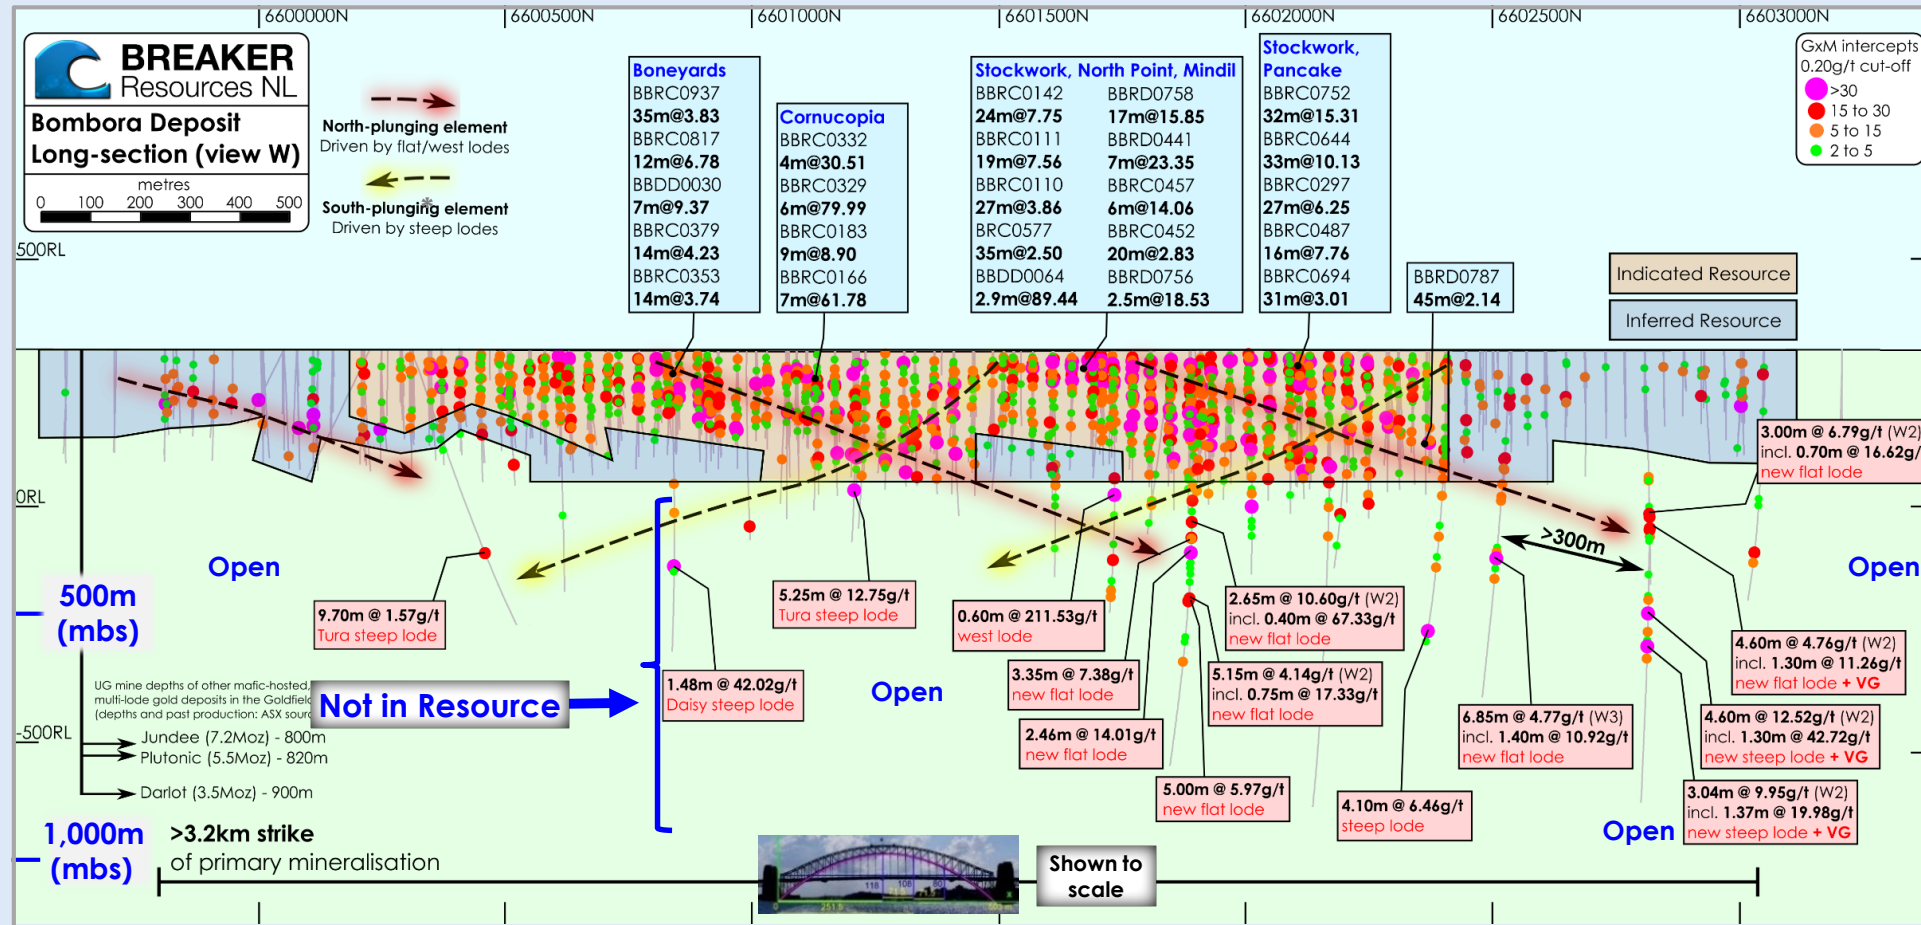 6600000N
6600500N
6601000N
6601500N
6602000N
6602500N
6603000N
BREAKER
Resources NL
Bombora Deposit
Long-section (view W)
metres
0 100 200 300 400 500
North-plunging element
Driven by flat/west lodes
*
South-plunging element
Driven by steep lodes
Boneyards
BBRC0937
35m@3.83
BBRC0817
12m@6.78
BBDD0030
7m@9.37
BBRC0379
14m@4.23
BBRC0353
14m@3.74
Cornucopia
BBRC0332
4m@30.51
BBRC0329
6m@79.99
BBRC0183
9m@8.90
BBRC0166
7m@61.78
Stockwork, North Point, Mindil
BBRC0142 BBRD0758
24m@7.75 17m@15.85
BBRC0111 BBRD0441
19m@7.56 7m@23.35
BBRC0110 BBRC0457
27m@3.86 6m@14.06
BRC0577 BBRC0452
35m@2.50 20m@2.83
BBDD0064 BBRD0756
2.9m@89.44 2.5m@18.53
Stockwork,
Pancake
BBRC0752
32m@15.31
BBRC0644
33m@10.13
BBRC0297
27m@6.25
BBRC0487
16m@7.76
BBRC0694
31m@3.01
BBRD0787
45m@2.14
GxM intercepts
0.20g/t cut-off
>30
15 to 30
5 to 15
2 to 5
Indicated Resource
Inferred Resource
500RL
0RL
-500RL
Open
500m
(mbs)
9.70m @ 1.57g/t
Tura steep lode
UG mine depths of other mafic-hosted,
multi-lode gold deposits in the Goldfield
(depths and past production: ASX sour
Not in Resource
Jundee (7.2Moz) - 800m
Plutonic (5.5Moz) - 820m
Darlot (3.5Moz) - 900m
1,000m
(mbs)
>3.2km strike
of primary mineralisation
1.48m @ 42.02g/t
Daisy steep lode
5.25m @ 12.75g/t
Tura steep lode
Open
0.60m @ 211.53g/t
west lode
3.35m @ 7.38g/t
new flat lode
2.46m @ 14.01g/t
new flat lode
2.65m @ 10.60g/t (W2)
incl. 0.40m @ 67.33g/t
new flat lode
5.15m @ 4.14g/t (W2)
incl. 0.75m @ 17.33g/t
new flat lode
5.00m @ 5.97g/t
new flat lode
4.10m @ 6.46g/t
steep lode
>300m
6.85m @ 4.77g/t (W3)
incl. 1.40m @ 10.92g/t
new flat lode
3.00m @ 6.79g/t (W2)
incl. 0.70m @ 16.62g/
new flat lode
Open
4.60m @ 4.76g/t (W2)
incl. 1.30m @ 11.26g/t
new flat lode + VG
4.60m @ 12.52g/t (W2)
incl. 1.30m @ 42.72g/t
new steep lode + VG
3.04m @ 9.95g/t (W2)
incl. 1.37m @ 19.98g/t
new steep lode + VG
Open
118 108
0 251.5
Shown to
scale